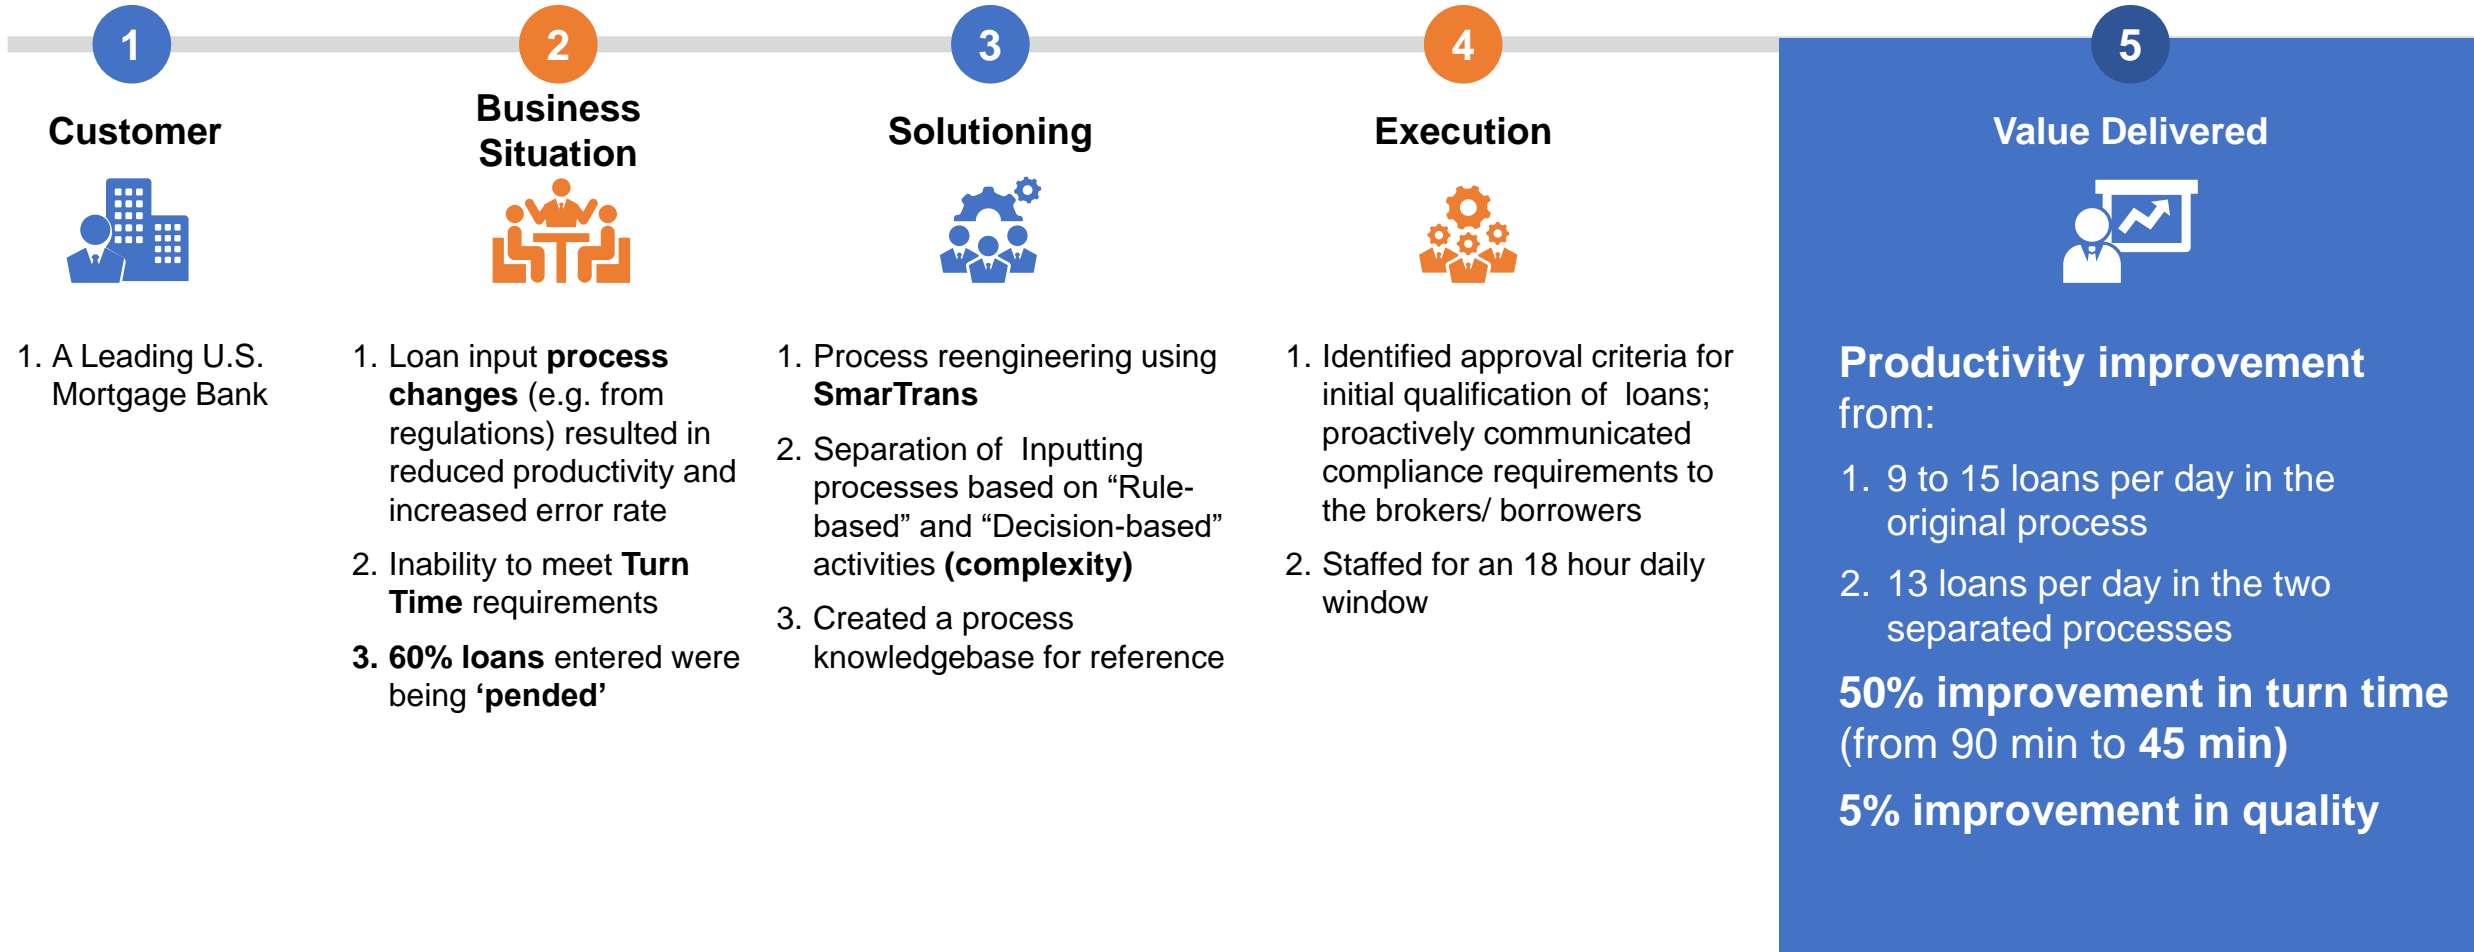 1
Customer
1. A Leading U.S.
Mortgage Bank
2
Business
Situation
1. Loan input process
changes (e.g. from
regulations) resulted in
reduced productivity and
increased error rate
2. Inability to meet Turn
Time requirements
3. 60% loans entered were
being ‘pended’
3
Solutioning
1. Process reengineering using
SmarTrans
2. Separation of  Inputting
processes based on “Rule-
based” and “Decision-based”
activities (complexity)
3. Created a process
knowledgebase for reference
4
Execution
1. Identified approval criteria for
initial qualification of  loans;
proactively communicated
compliance requirements to
the brokers/ borrowers
2. Staffed for an 18 hour daily
window
5
Value Delivered
Productivity improvement
from:
1. 9 to 15 loans per day in the
original process
2. 13 loans per day in the two
separated processes
50% improvement in turn time
(from 90 min to 45 min)
5% improvement in quality